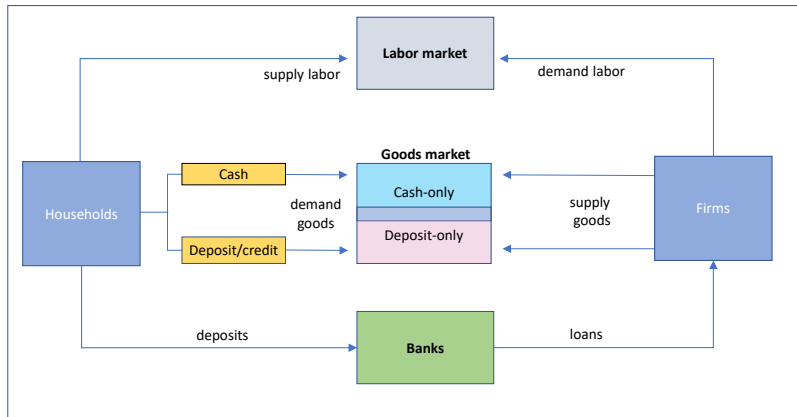 Labor market
supply labor
demand labor
Goods market
Cash
Cash-only
Households
demand
goods
supply
goods
Firms
Deposit/credit
Deposit-only
deposits
Banks
loans